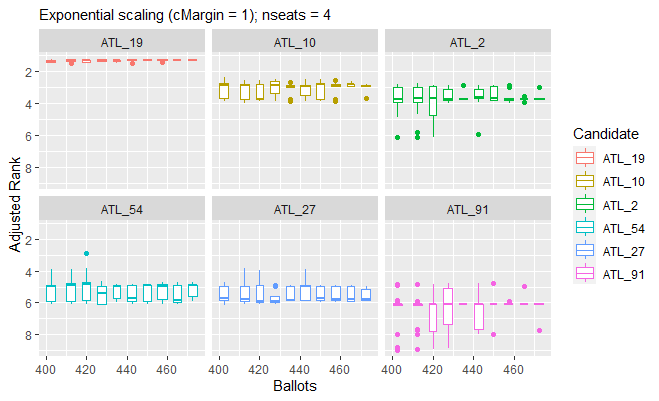 Exponential scaling (cMargin = 1); nseats = 4
ATL_19
ATL_10
ATL_2
2
4
6
8
ATL_54
ATL_27
ATL_91
2
4
6
8
400
420
440
460
400
420
440
460
400
420
440
460
Ballots
Adjusted Rank
Candidate
ATL_19
ATL_10
ATL_2
ATL_54
ATL_27
ATL_91